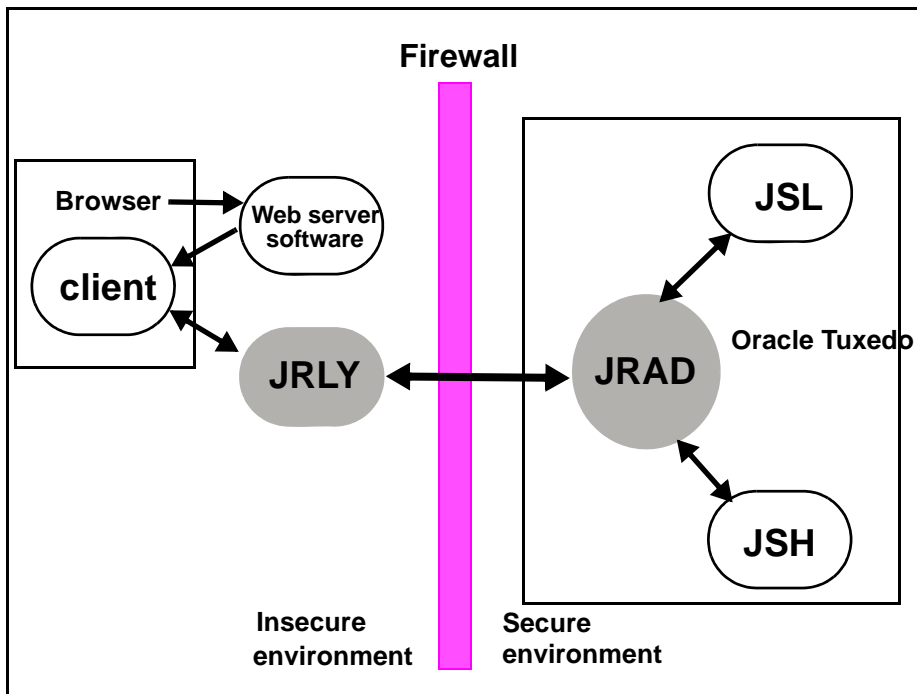 Firewall
Browser
Web server
software
client
JRLY
JSL
Oracle Tuxedo
JRAD
JSH
Insecure
environment
Secure
environment